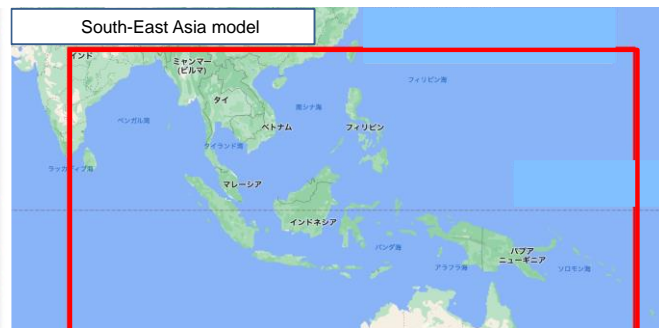 South-East Asia model
インド
ミャンマー
(ビルマ)
フィリピン海
タイ
南シナ海
ベンガル湾
ベトナム
フィリピン
タイランド湾
ラッカディブ海
マレーシア
インドネシア
バンダ海
パプア
ニューギニア
アラフラ海
ソロモン海